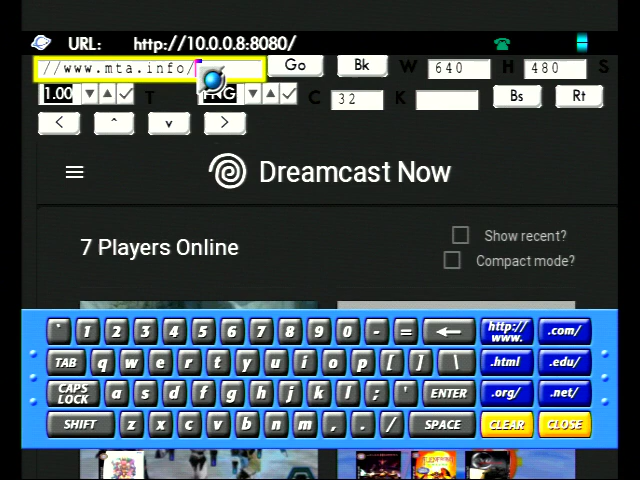 URL: http://10.0.0.8:8080/
//www.mta.info/ Go Bk W 640 H 480 S
1.00 T PNG C 32 K Bs Rt
< ^ v >
Dreamcast Now
7 Players Online
Show recent?
Compact mode?
` 1 2 3 4 5 6 7 8 9 0 - = ← http://www. .com/
TAB q w e r t y u i o p [ ] \ .html .edu/
CAPS LOCK a s d f g h j k l ; ' ENTER .org/ .net/
SHIFT z x c v b n m , . / SPACE CLEAR CLOSE